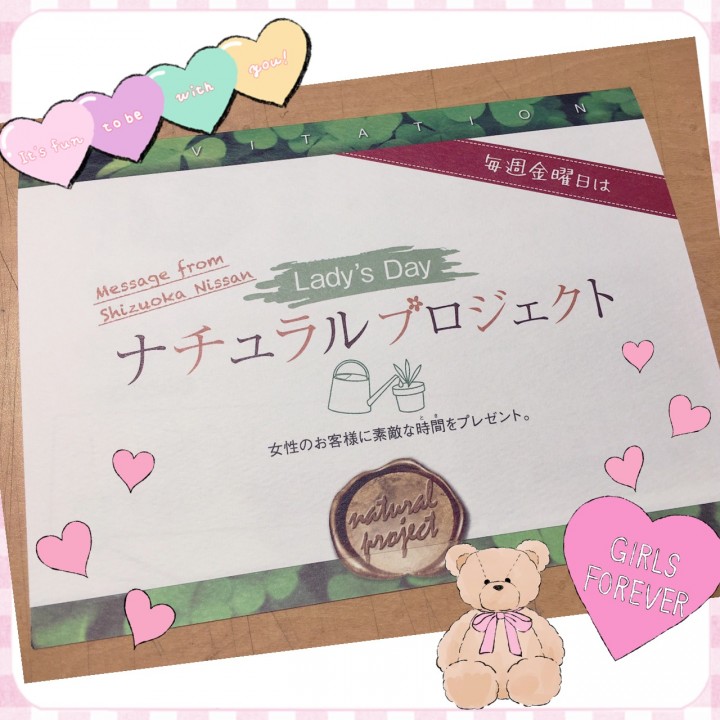 It's fun to be with you!
VITATION
毎週金曜日は
Message from
Shizuoka Nissan
Lady's Day
ナチュラルプロジェクト
女性のお客様に素敵な時間をプレゼント。
とき
natural
project
GIRLS
FOREVER